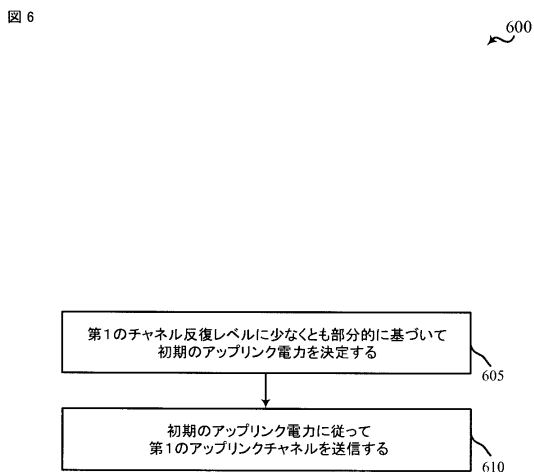 図 6
600
第1のチャネル反復レベルに少なくとも部分的に基づいて
初期のアップリンク電力を決定する
605
初期のアップリンク電力に従って
第1のアップリンクチャネルを送信する
610